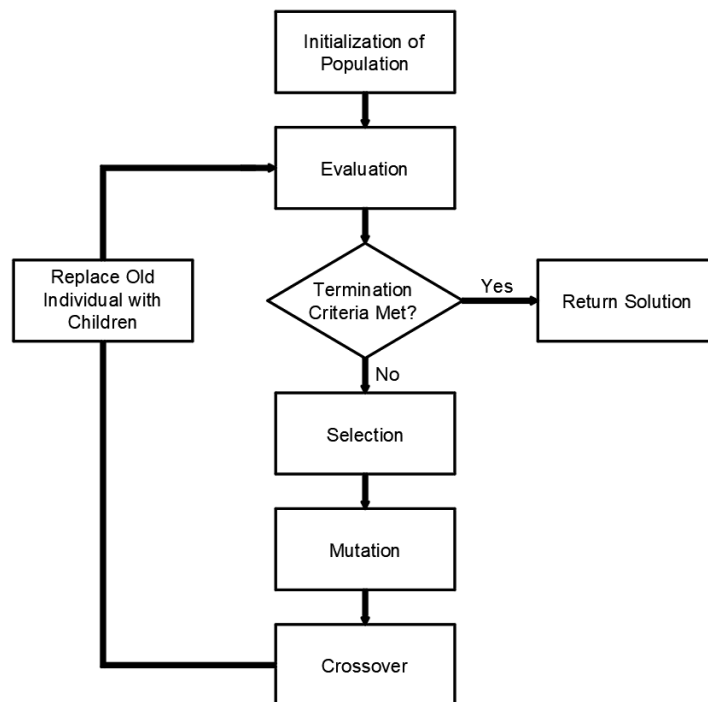 Initialization of
Population
Evaluation
Replace Old
Individual with
Children
Termination
Criteria Met?
Yes
Return Solution
No
Selection
Mutation
Crossover